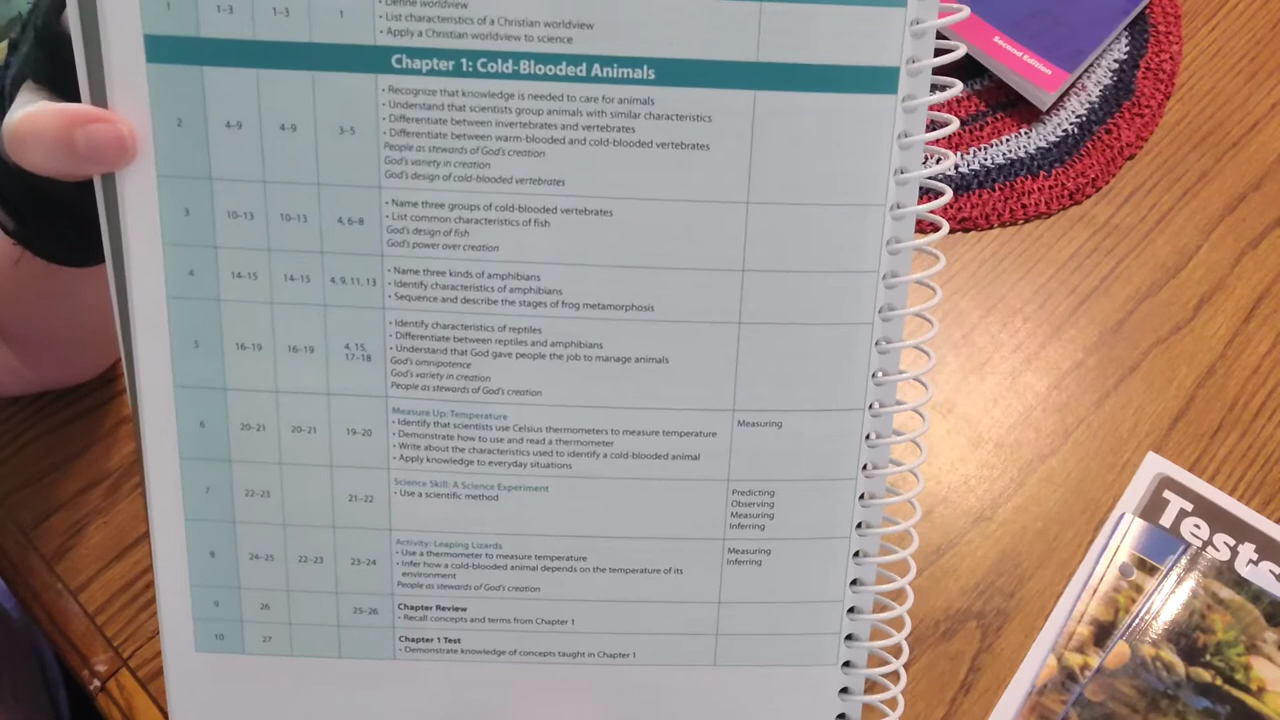 1 1–3 1–3 1 • Define worldview
• List characteristics of a Christian worldview
• Apply a Christian worldview to science
Second Edition
Chapter 1: Cold-Blooded Animals
2 4–9 4–9 3–5
• Recognize that knowledge is needed to care for animals
• Understand that scientists group animals with similar characteristics
• Differentiate between invertebrates and vertebrates
• Differentiate between warm-blooded and cold-blooded vertebrates
People as stewards of God's creation
God's variety in creation
God's design of cold-blooded vertebrates
3 10–13 10–13 4, 6–8
• Name three groups of cold-blooded vertebrates
• List common characteristics of fish
God's design of fish
God's power over creation
4 14–15 14–15 4, 9, 11, 13
• Name three kinds of amphibians
• Identify characteristics of amphibians
• Sequence and describe the stages of frog metamorphosis
5 16–19 16–19 4, 15,
17–18
• Identify characteristics of reptiles
• Differentiate between reptiles and amphibians
• Understand that God gave people the job to manage animals
God's omnipotence
God's variety in creation
People as stewards of God's creation
6 20–21 20–21 19–20
Measure Up: Temperature
• Identify that scientists use Celsius thermometers to measure temperature
• Demonstrate how to use and read a thermometer
• Write about the characteristics used to identify a cold-blooded animal
• Apply knowledge to everyday situations
Measuring
7 22–23 21–22
Science Skill: A Science Experiment
• Use a scientific method
Predicting
Observing
Measuring
Inferring
8 24–25 22–23 23–24
Activity: Leaping Lizards
• Use a thermometer to measure temperature
• Infer how a cold-blooded animal depends on the temperature of its
environment
People as stewards of God's creation
Measuring
Inferring
9 26 25–26
Chapter Review
• Recall concepts and terms from Chapter 1
10 27
Chapter 1 Test
• Demonstrate knowledge of concepts taught in Chapter 1
Tests